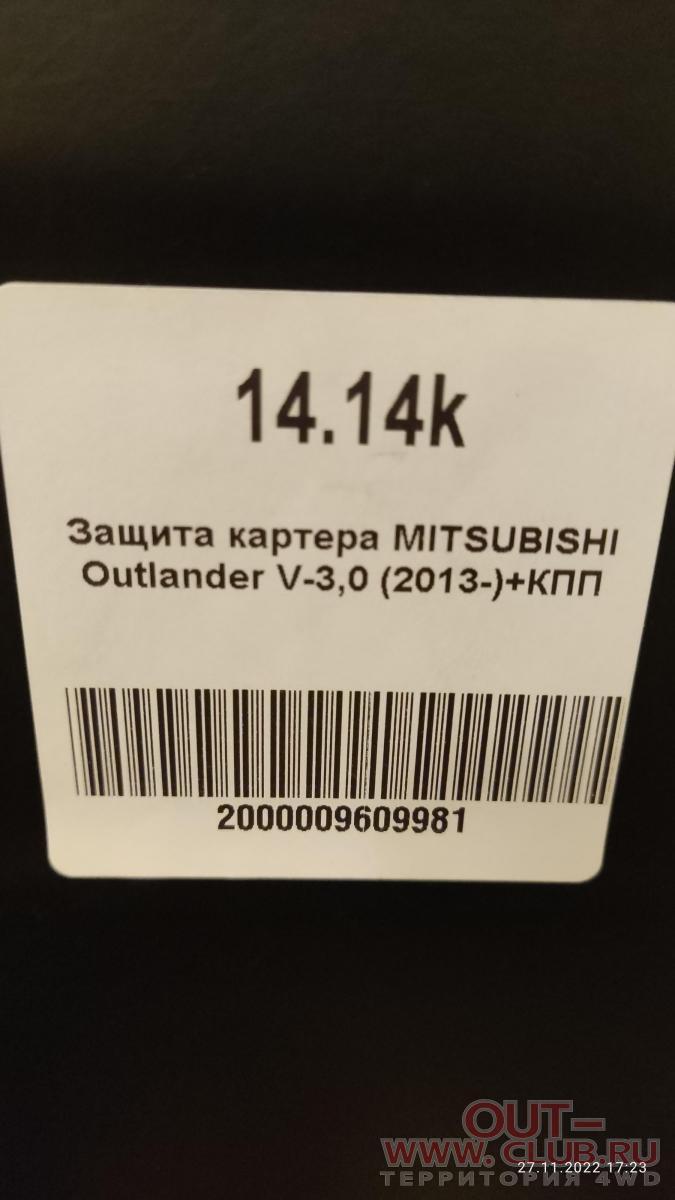 14.14k
Защита картера MITSUBISHI
Outlander V-3,0 (2013-)+КПП
2000009609981
OUT-
WWW.CLUB.RU
27.11.2022 17:23
ТЕРРИТОРИЯ 4WD